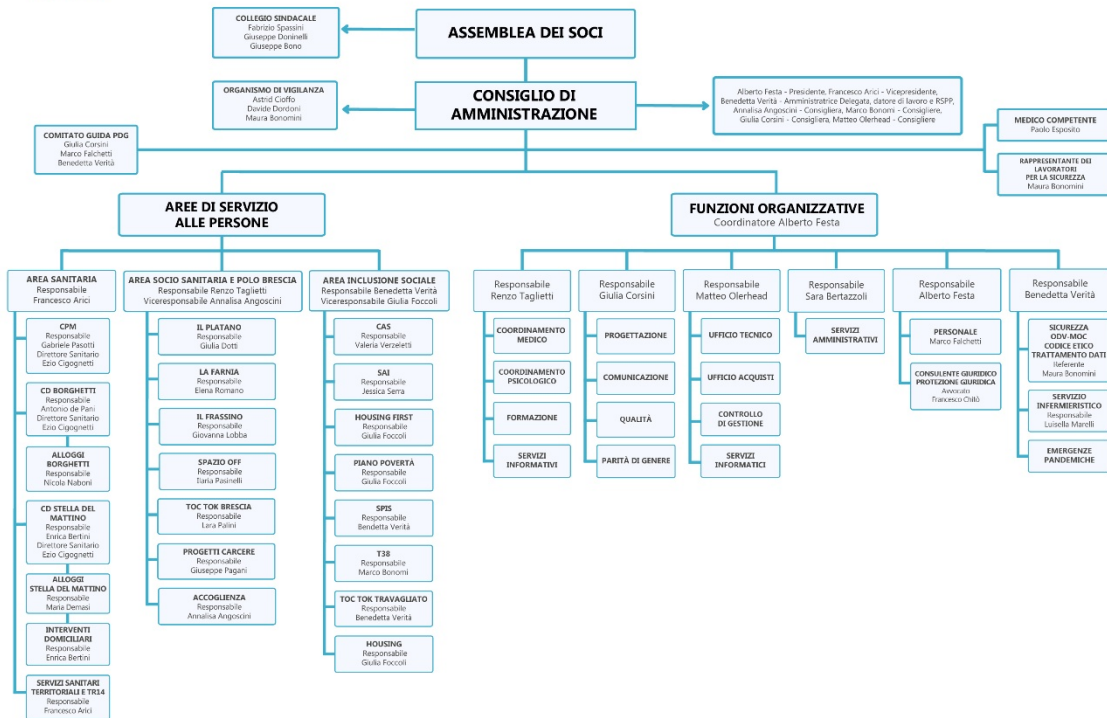 COLLEGIO SINDACALE
Fabrizio Spassini
Giuseppe Doninelli
Giuseppe Bono
ASSEMBLEA DEI SOCI
ORGANISMO DI VIGILANZA
Astrid Cioffo
Davide Dordoni
Maura Bonomini
CONSIGLIO DI
AMMINISTRAZIONE
Alberto Festa - Presidente, Francesco Arici - Vicepresidente,
Benedetta Verità - Amministratrice Delegata, datore di lavoro e RSPP,
Annalisa Angoscini - Consigliera, Marco Bonomi - Consigliere,
Giulia Corsini - Consigliera, Matteo Olerhead - Consigliere
COMITATO GUIDA PDG
Giulia Corsini
Marco Falchetti
Benedetta Verità
MEDICO COMPETENTE
Paolo Esposito
RAPPRESENTANTE DEI
LAVORATORI
PER LA SICUREZZA
Maura Bonomini
AREE DI SERVIZIO
ALLE PERSONE
FUNZIONI ORGANIZZATIVE
Coordinatore Alberto Festa
AREA SANITARIA
Responsabile
Francesco Arici
CPM
Responsabile
Gabriele Pasotti
Direttore Sanitario
Ezio Cigognetti
CD BORGHETTI
Responsabile
Antonio de Pani
Direttore Sanitario
Ezio Cigognetti
ALLOGGI
BORGHETTI
Responsabile
Nicola Naboni
CD STELLA DEL
MATTINO
Responsabile
Enrica Bertini
Direttore Sanitario
Ezio Cigognetti
ALLOGGI
STELLA DEL MATTINO
Responsabile
Maria Demasi
INTERVENTI
DOMICILIARI
Responsabile
Enrica Bertini
SERVIZI SANITARI
TERRITORIALI E TR14
Responsabile
Francesco Arici
AREA SOCIO SANITARIA E POLO BRESCIA
Responsabile Renzo Taglietti
Viceresponsabile Annalisa Angoscini
IL PLATANO
Responsabile
Giulia Dotti
LA FARNIA
Responsabile
Elena Romano
IL FRASSINO
Responsabile
Giovanna Lobba
SPAZIO OFF
Responsabile
Ilaria Pasinelli
TOC TOK BRESCIA
Responsabile
Lara Palini
PROGETTI CARCERE
Responsabile
Giuseppe Pagani
ACCOGLIENZA
Responsabile
Annalisa Angoscini
AREA INCLUSIONE SOCIALE
Responsabile Benedetta Verità
Viceresponsabile Giulia Foccoli
CAS
Responsabile
Valeria Verzeletti
SAI
Responsabile
Jessica Serra
HOUSING FIRST
Responsabile
Giulia Foccoli
PIANO POVERTÀ
Responsabile
Giulia Foccoli
SPIS
Responsabile
Bendetta Verità
T38
Responsabile
Marco Bonomi
TOC TOK TRAVAGLIATO
Responsabile
Benedetta Verità
HOUSING
Responsabile
Giulia Foccoli
Responsabile
Renzo Taglietti
COORDINAMENTO
MEDICO
COORDINAMENTO
PSICOLOGICO
FORMAZIONE
SERVIZI
INFORMATIVI
Responsabile
Giulia Corsini
PROGETTAZIONE
COMUNICAZIONE
QUALITÀ
PARITÀ DI GENERE
Responsabile
Matteo Olerhead
UFFICIO TECNICO
UFFICIO ACQUISTI
CONTROLLO
DI GESTIONE
SERVIZI
INFORMATICI
Responsabile
Sara Bertazzoli
SERVIZI
AMMINISTRATIVI
Responsabile
Alberto Festa
PERSONALE
Marco Falchetti
CONSULENTE GIURIDICO
PROTEZIONE GIURIDICA
Avvocato
Francesco Chitò
Responsabile
Benedetta Verità
SICUREZZA
ODV-MOC
CODICE ETICO
TRATTAMENTO DATI
Referente
Maura Bonomini
SERVIZIO
INFERMIERISTICO
Responsabile
Luisella Marelli
EMERGENZE
PANDEMICHE